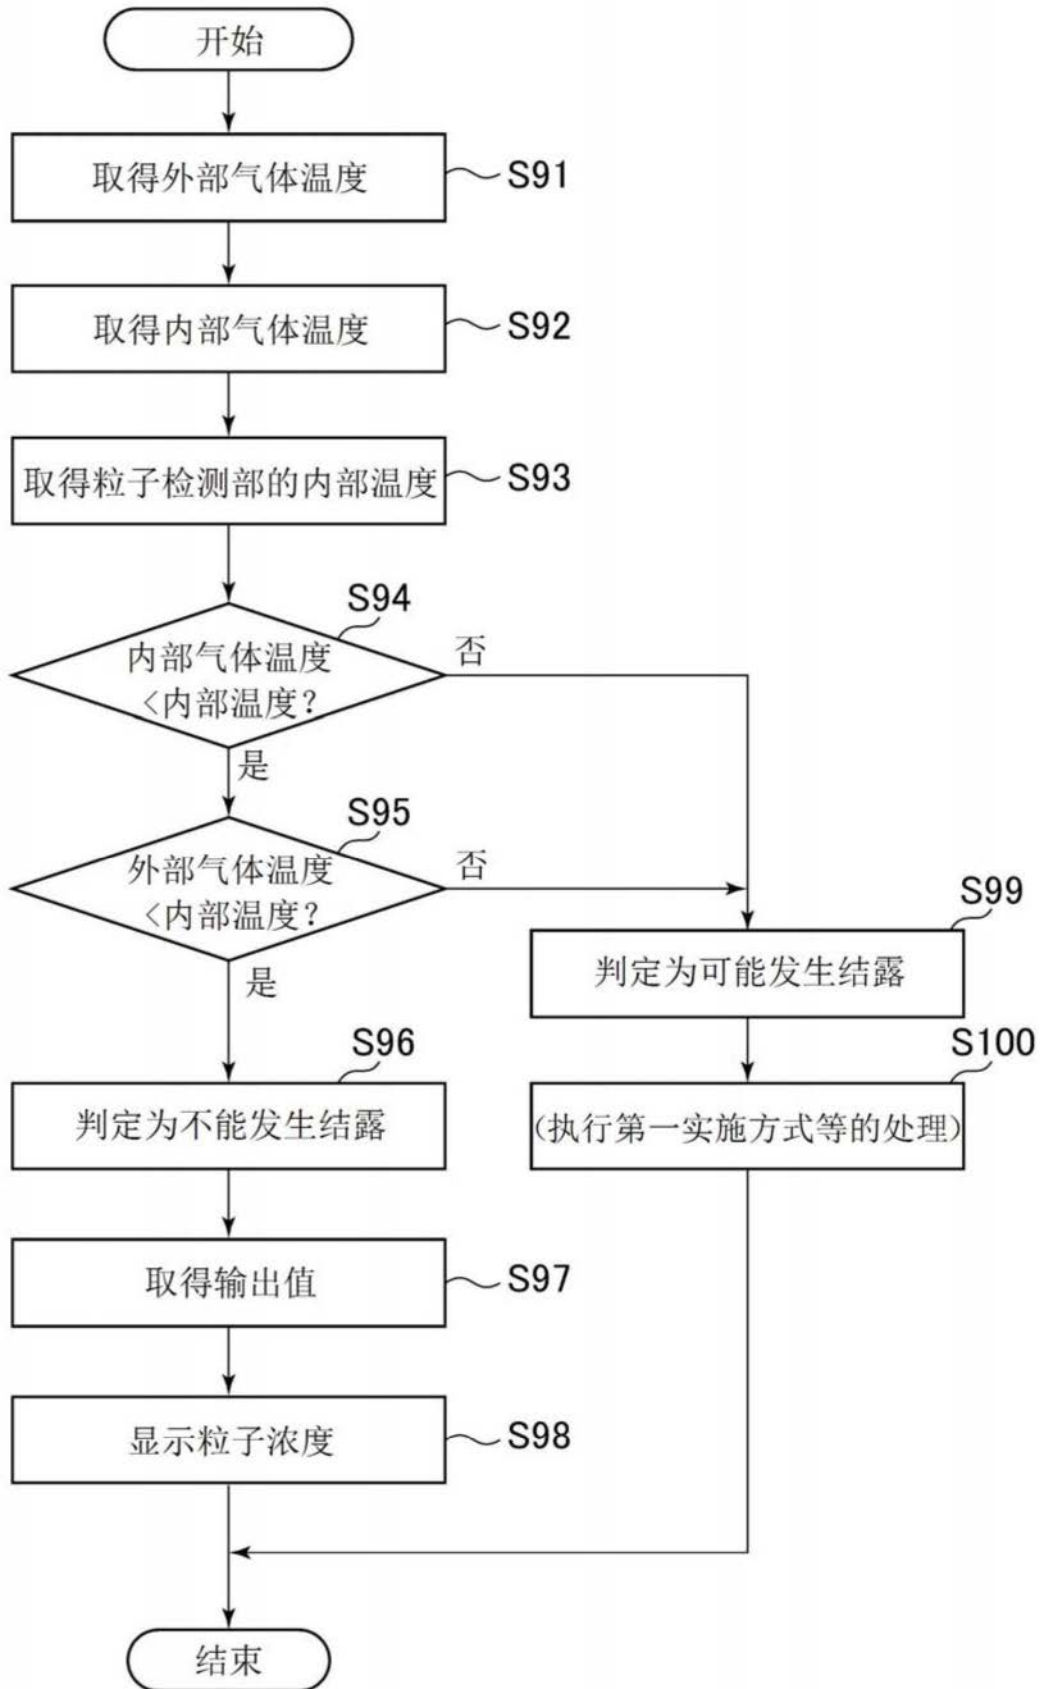 开始
取得外部气体温度
S91
取得内部气体温度
S92
取得粒子检测部的内部温度
S93
S94
内部气体温度
<内部温度?
否
是
S95
外部气体温度
<内部温度?
否
是
S99
判定为可能发生结露
S96
判定为不能发生结露
S100
(执行第一实施方式等的处理)
取得输出值
S97
显示粒子浓度
S98
结束